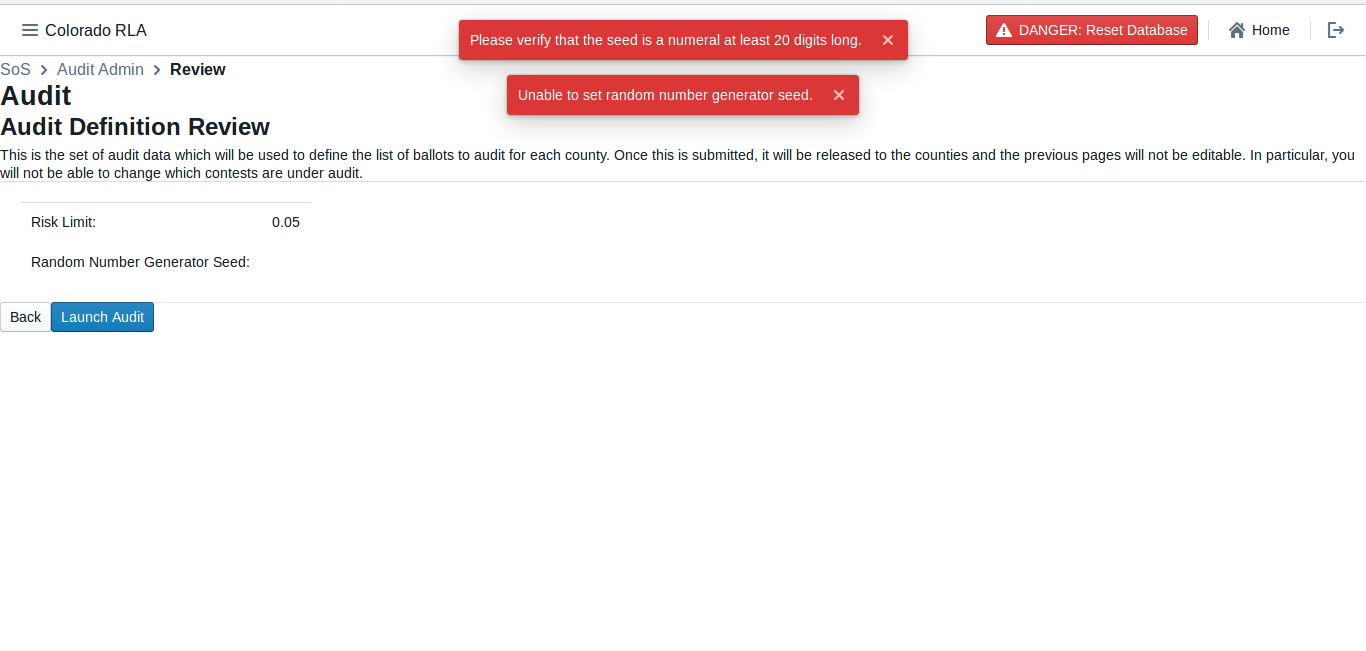 Colorado RLA
Please verify that the seed is a numeral at least 20 digits long.
DANGER: Reset Database
Home
SoS > Audit Admin > Review
Unable to set random number generator seed.
Audit
Audit Definition Review
This is the set of audit data which will be used to define the list of ballots to audit for each county. Once this is submitted, it will be released to the counties and the previous pages will not be editable. In particular, you
will not be able to change which contests are under audit.
Risk Limit: 0.05
Random Number Generator Seed:
Back Launch Audit